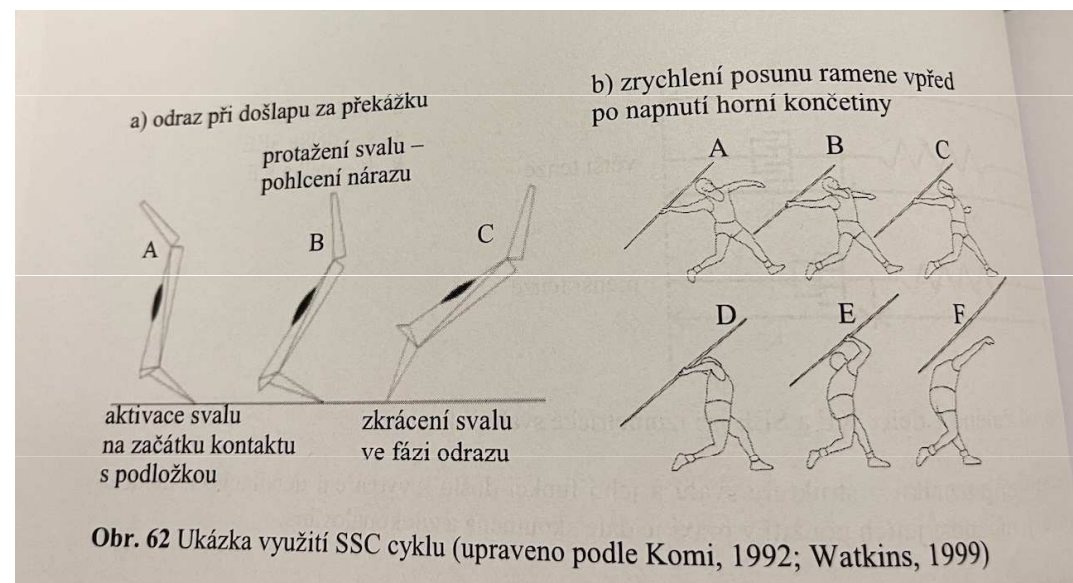 a) odraz při došlapu za překážku
protažení svalu –
pohlcení nárazu
A
B
C
aktivace svalu
na začátku kontaktu
s podložkou
zkrácení svalu
ve fázi odrazu
b) zrychlení posunu ramene vpřed
po napnutí horní končetiny
A
B
C
D
E
F
Obr. 62 Ukázka využití SSC cyklu (upraveno podle Komi, 1992; Watkins, 1999)